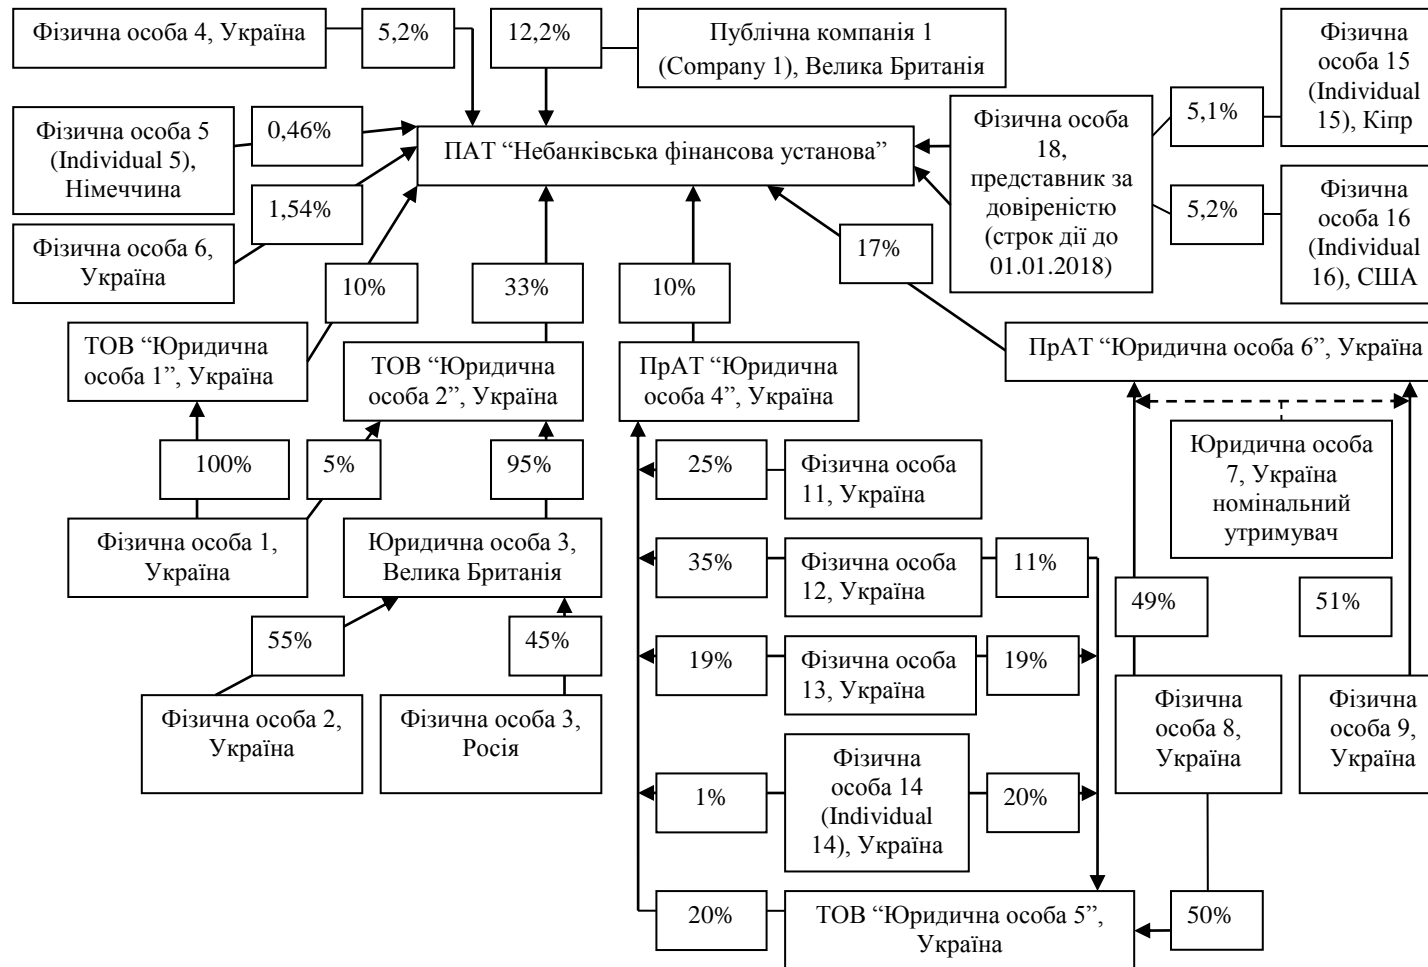 Фізична особа 4, Україна
5,2%
12,2%
Публічна компанія 1
(Company 1), Велика Британія
Фізична
особа 15
(Individual
15), Кіпр
5,1%
Фізична особа 5
(Individual 5),
Німеччина
0,46%
ПАТ “Небанківська фінансова установа”
Фізична особа
18,
представник за
довіреністю
(строк дії до
01.01.2018)
5,2%
Фізична
особа 16
(Individual
16), США
Фізична особа 6,
Україна
1,54%
10%
33%
10%
17%
ТОВ “Юридична
особа 1”, Україна
ТОВ “Юридична
особа 2”, Україна
ПрАТ “Юридична
особа 4”, Україна
ПрАТ “Юридична особа 6”, Україна
100%
5%
95%
25%
Фізична особа
11, Україна
Юридична особа
7, Україна
номінальний
утримувач
Фізична особа 1,
Україна
Юридична особа 3,
Велика Британія
35%
Фізична особа
12, Україна
11%
49%
51%
55%
45%
19%
Фізична особа
13, Україна
19%
Фізична особа 2,
Україна
Фізична особа 3,
Росія
Фізична
особа 8,
Україна
Фізична
особа 9,
Україна
1%
Фізична
особа 14
(Individual
14), Україна
20%
20%
ТОВ “Юридична особа 5”,
Україна
50%